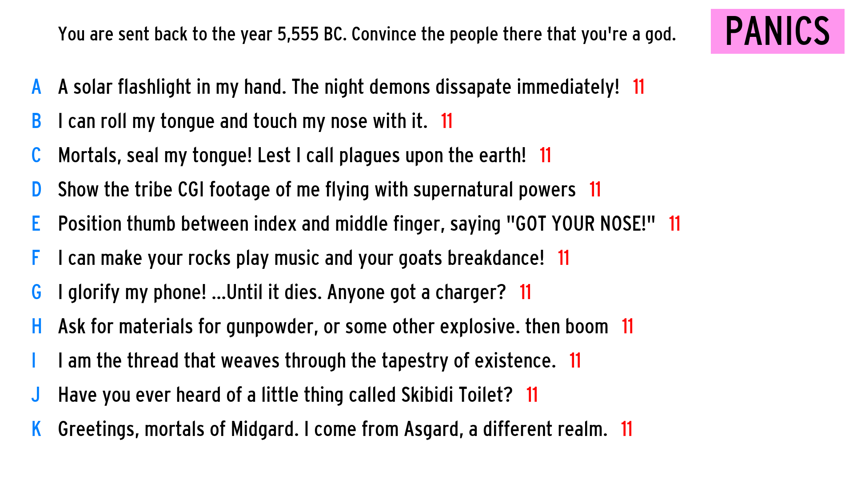 You are sent back to the year 5,555 BC. Convince the people there that you're a god.
PANICS
A A solar flashlight in my hand. The night demons dissapate immediately! 11
B I can roll my tongue and touch my nose with it. 11
C Mortals, seal my tongue! Lest I call plagues upon the earth! 11
D Show the tribe CGI footage of me flying with supernatural powers 11
E Position thumb between index and middle finger, saying "GOT YOUR NOSE!" 11
F I can make your rocks play music and your goats breakdance! 11
G I glorify my phone! ...Until it dies. Anyone got a charger? 11
H Ask for materials for gunpowder, or some other explosive. then boom 11
I I am the thread that weaves through the tapestry of existence. 11
J Have you ever heard of a little thing called Skibidi Toilet? 11
K Greetings, mortals of Midgard. I come from Asgard, a different realm. 11